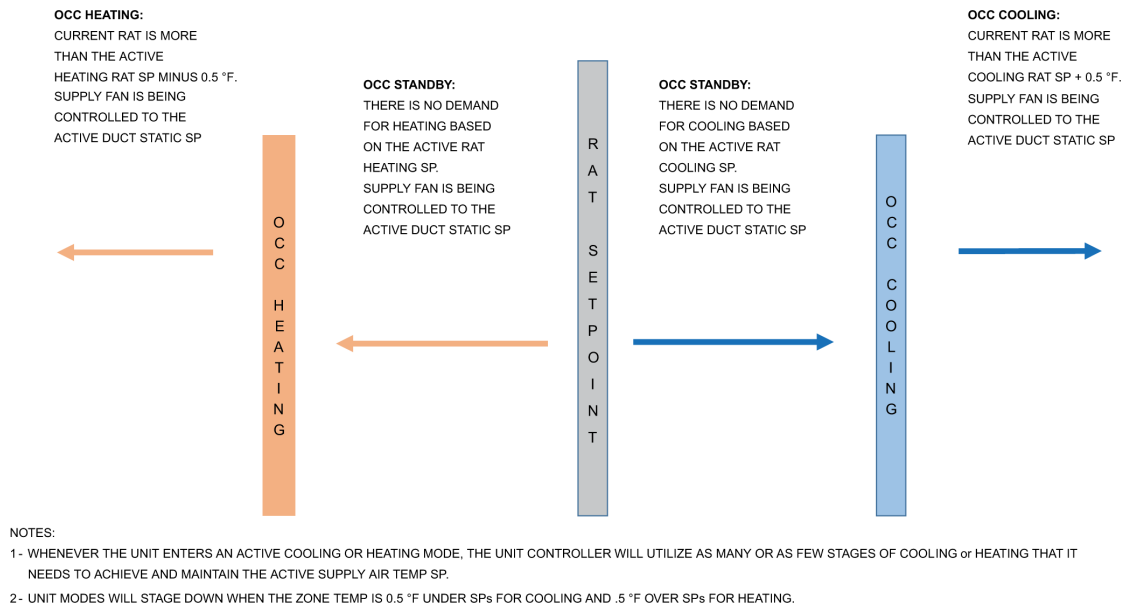 OCC HEATING:
CURRENT RAT IS MORE
THAN THE ACTIVE
HEATING RAT SP MINUS 0.5 °F.
SUPPLY FAN IS BEING
CONTROLLED TO THE
ACTIVE DUCT STATIC SP
OCC HEATING
OCC STANDBY:
THERE IS NO DEMAND
FOR HEATING BASED
ON THE ACTIVE RAT
HEATING SP.
SUPPLY FAN IS BEING
CONTROLLED TO THE
ACTIVE DUCT STATIC SP
RAT SETPOINT
OCC STANDBY:
THERE IS NO DEMAND
FOR COOLING BASED
ON THE ACTIVE RAT
COOLING SP.
SUPPLY FAN IS BEING
CONTROLLED TO THE
ACTIVE DUCT STATIC SP
OCC COOLING
OCC COOLING:
CURRENT RAT IS MORE
THAN THE ACTIVE
COOLING RAT SP + 0.5 °F.
SUPPLY FAN IS BEING
CONTROLLED TO THE
ACTIVE DUCT STATIC SP
NOTES:
1- WHENEVER THE UNIT ENTERS AN ACTIVE COOLING OR HEATING MODE, THE UNIT CONTROLLER WILL UTILIZE AS MANY OR AS FEW STAGES OF COOLING or HEATING THAT IT
NEEDS TO ACHIEVE AND MAINTAIN THE ACTIVE SUPPLY AIR TEMP SP.
2- UNIT MODES WILL STAGE DOWN WHEN THE ZONE TEMP IS 0.5 °F UNDER SPs FOR COOLING AND .5 °F OVER SPs FOR HEATING.